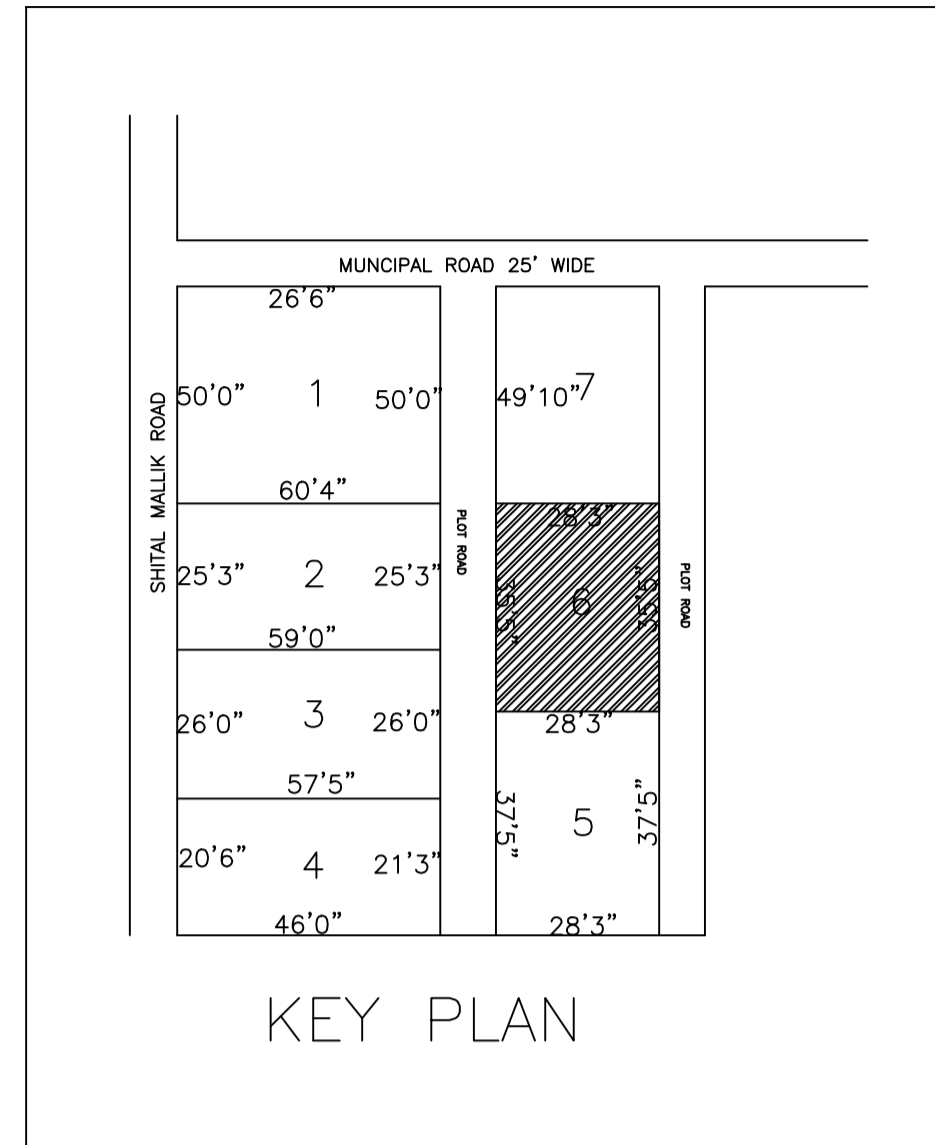 MUNCIPAL ROAD 25' WIDE
26'6"
50'0" 1 50'0"
60'4"
SHITAL MALLIK ROAD
25'3" 2 25'3"
59'0"
26'0" 3 26'0"
57'5"
20'6" 4 21'3"
46'0"
PLOT ROAD
49'10" 7
28'3"
35'5" 6 35'5"
28'3"
37'5" 5 37'5"
28'3"
PLOT ROAD
KEY PLAN